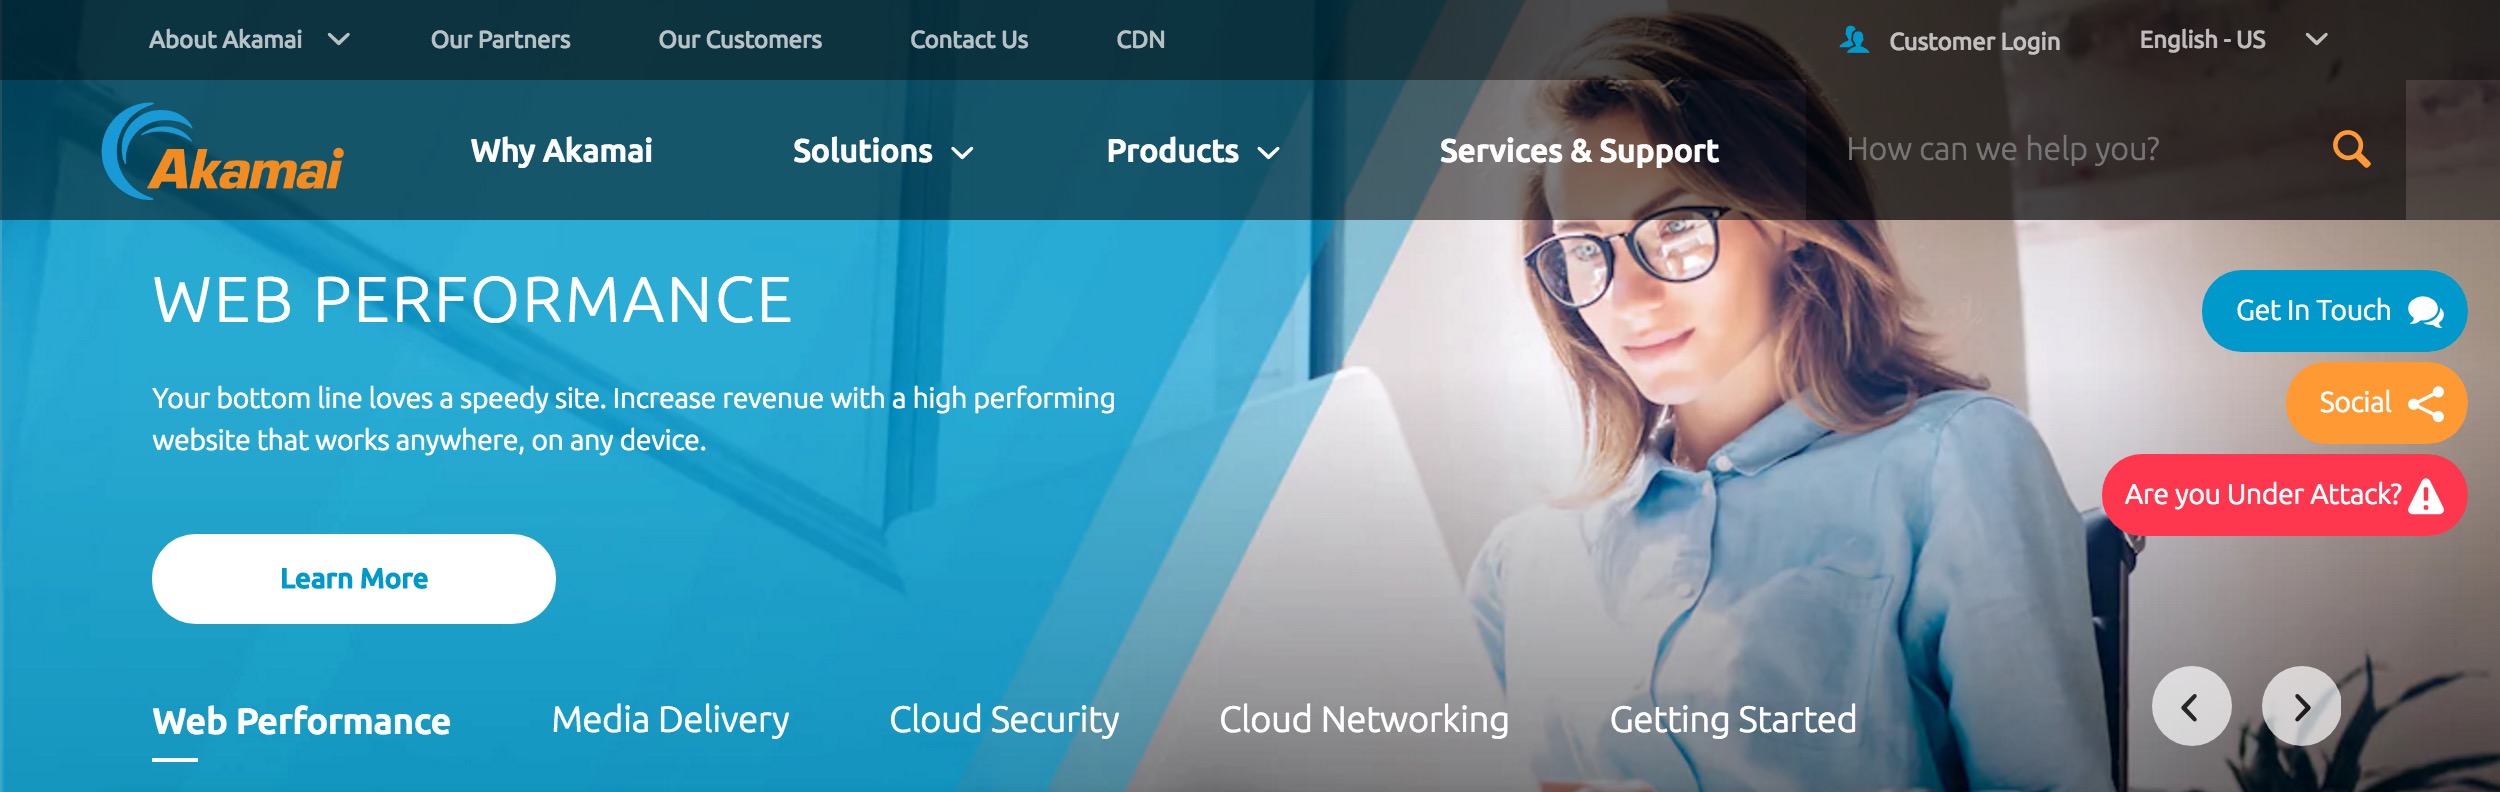 About Akamai
Our Partners
Our Customers
Contact Us
CDN
Customer Login
English - US
Akamai
Why Akamai
Solutions
Products
Services & Support
How can we help you?
WEB PERFORMANCE
Your bottom line loves a speedy site. Increase revenue with a high performing
website that works anywhere, on any device.
Learn More
Get In Touch
Social
Are you Under Attack?
Web Performance
Media Delivery
Cloud Security
Cloud Networking
Getting Started